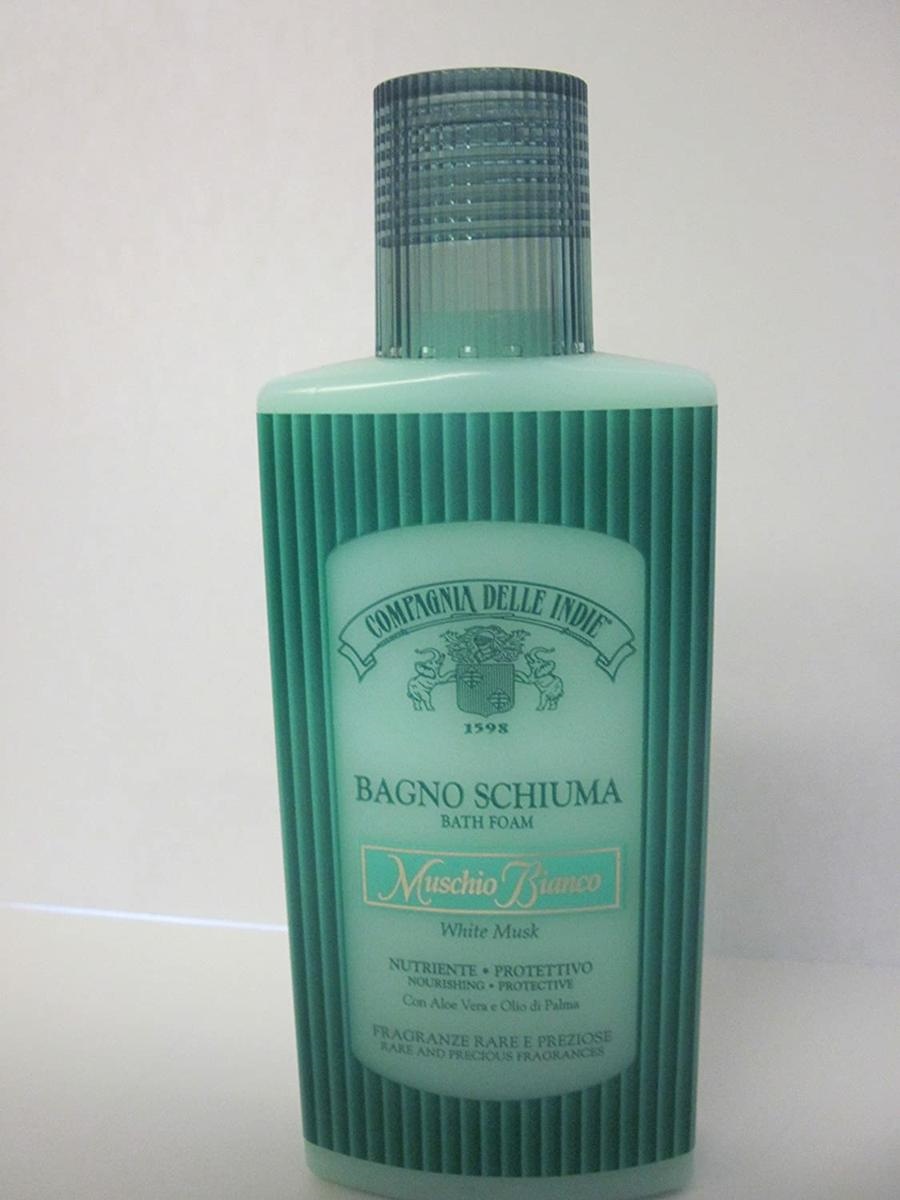 COMPAGNIA DELLE INDIE®
1598
BAGNO SCHIUMA
BATH FOAM
Muschio Bianco
White Musk
NUTRIENTE • PROTETTIVO
NOURISHING • PROTECTIVE
Con Aloe Vera e Olio di Palma
FRAGRANZE RARE E PREZIOSE
RARE AND PRECIOUS FRAGRANCES